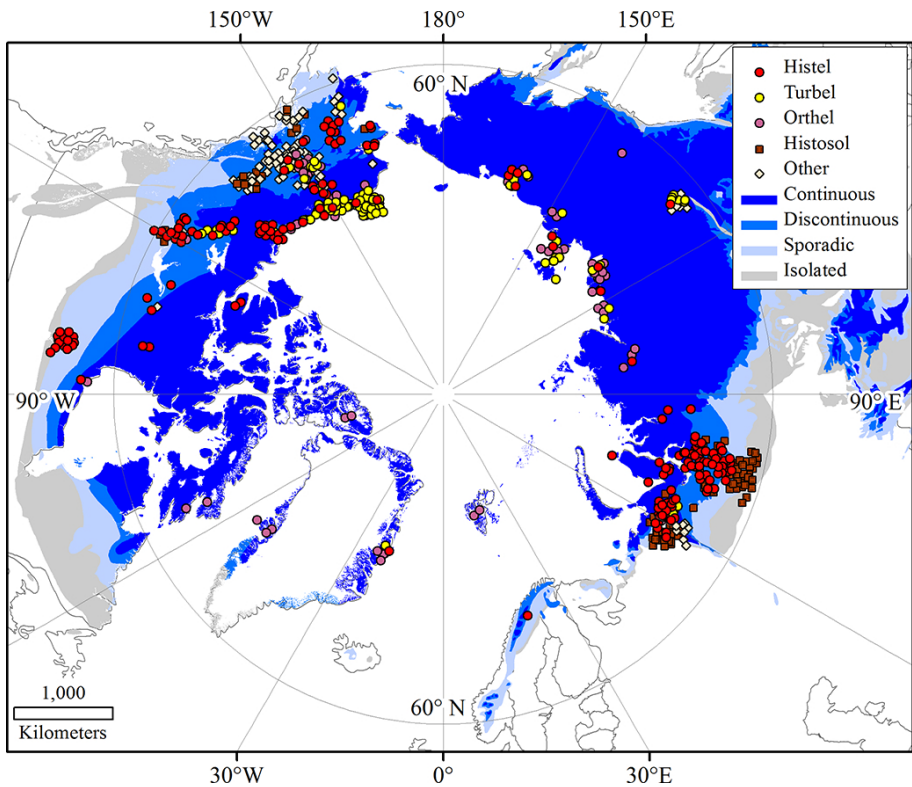 150°W
180°
150°E
60° N
Histel
Turbel
Orthel
Histosol
Other
Continuous
Discontinuous
Sporadic
Isolated
90° W
90° E
1,000
Kilometers
60° N
30°W
0°
30°E